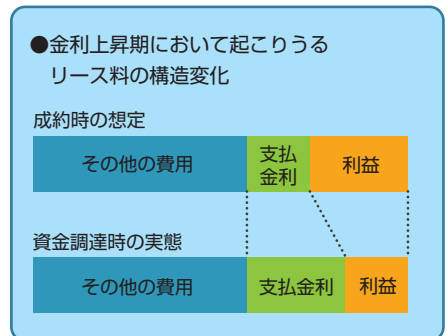 ●金利上昇期において起こりうる
リース料の構造変化
成約時の想定
その他の費用
支払
金利
利益
資金調達時の実態
その他の費用
支払金利
利益